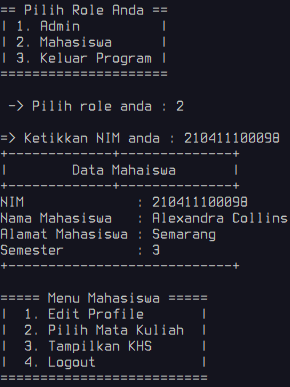 == Pilih Role Anda ==
| 1. Admin           |
| 2. Mahasiswa       |
| 3. Keluar Program |
=====================
-> Pilih role anda : 2
=> Ketikkan NIM anda : 210411100098
+-------------+--------------+
|        Data Mahaiswa       |
+-------------+--------------+
NIM              : 210411100098
Nama Mahasiswa   : Alexandra Collins
Alamat Mahasiswa : Semarang
Semester         : 3
+----------------------------+
===== Menu Mahasiswa =====
|  1. Edit Profile       |
|  2. Pilih Mata Kuliah  |
|  3. Tampilkan KHS      |
|  4. Logout             |
==========================